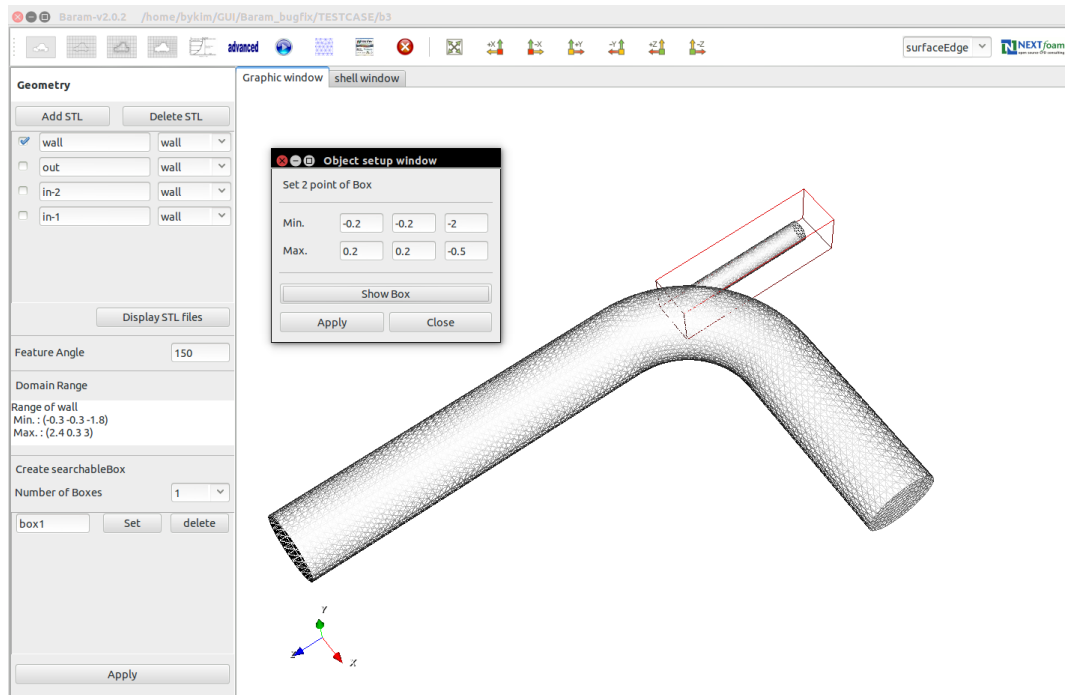 Baram-v2.0.2 /home/bykim/GUI/Baram_bugfix/TESTCASE/b3
advanced +X -X +Y -Y +Z -Z surfaceEdge NEXTfoam
open source CFD consulting
Geometry
Graphic window shell window
Add STL Delete STL
wall wall
out wall
in-2 wall
in-1 wall
Display STL files
Feature Angle 150
Domain Range
Range of wall
Min. : (-0.3 -0.3 -1.8)
Max. : (2.4 0.3 3)
Create searchableBox
Number of Boxes 1
box1 Set delete
Apply
Object setup window
Set 2 point of Box
Min. -0.2 -0.2 -2
Max. 0.2 0.2 -0.5
Show Box
Apply Close
Y
Z
X